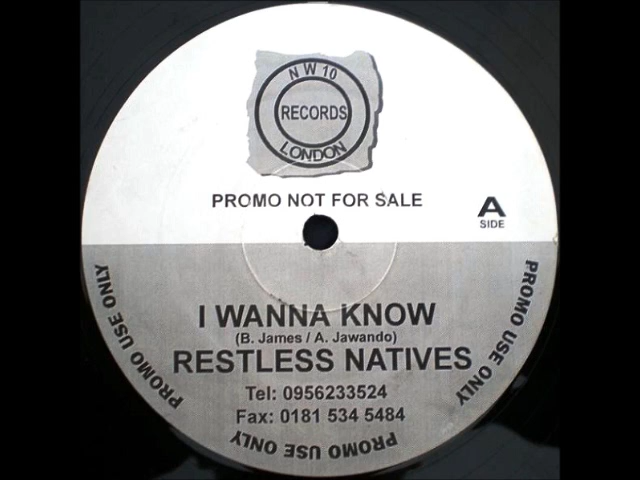 NW10
RECORDS
LONDON
PROMO NOT FOR SALE
A
SIDE
I WANNA KNOW
(B. James / A. Jawando)
RESTLESS NATIVES
Tel: 0956233524
Fax: 0181 534 5484
PROMO USE ONLY
PROMO USE ONLY
PROMO USE ONLY